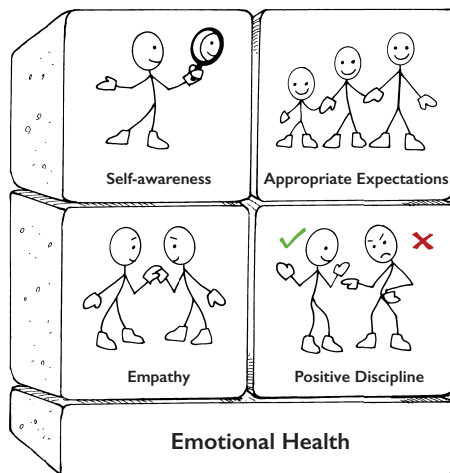 Self-awareness
Appropriate Expectations
Empathy
Positive Discipline
Emotional Health